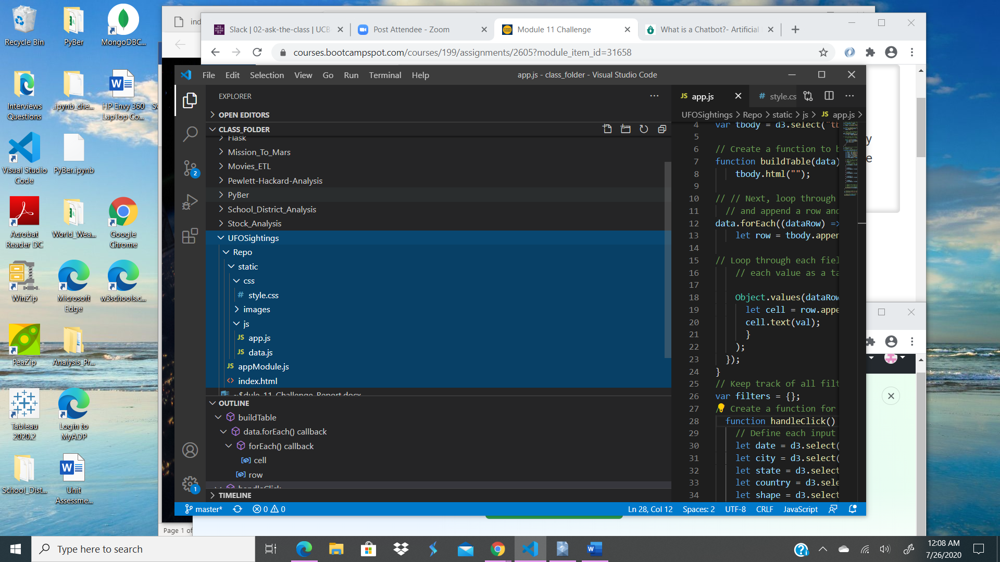 Recycle Bin
PyBer
MongoDBC...
Interviews
Questions
.ipynb_che...
HP Envy 360
LapTop Co...
Visual Studio
Code
PyBer.ipynb
Acrobat
Reader DC
World_Wea...
Google
Chrome
WinZip
Microsoft
Edge
w3schools.c...
PeaZip
Analysis_Pr...
Tableau
2020.2
Login to
MyADP
School_Dist...
Unit
Assessme...
ind
Slack | 02-ask-the-class | UCB
Post Attendee - Zoom
Module 11 Challenge
What is a Chatbot?- Artificial
courses.bootcampspot.com/courses/199/assignments/2605?module_item_id=31658
File Edit Selection View Go Run Terminal Help
app.js - class_folder - Visual Studio Code
EXPLORER
OPEN EDITORS
CLASS_FOLDER
Flask
Mission_To_Mars
Movies_ETL
Pewlett-Hackard-Analysis
PyBer
School_District_Analysis
Stock_Analysis
UFOSightings
Repo
static
css
# style.css
images
js
JS app.js
JS data.js
JS appModule.js
<> index.html
~$dule_11_Challenge_Report.docx
OUTLINE
buildTable
data.forEach() callback
forEach() callback
cell
row
handleClick
TIMELINE
2
1
JS app.js
# style.cs
UFOSightings > Repo > static > js > JS app.js >
4 var tbody = d3.select("tb
5
6 // Create a function to b
7 function buildTable(data)
8 tbody.html("");
9
10 // // Next, loop through
11 // and append a row and
12 data.forEach((dataRow) =>
13 let row = tbody.appen
14
15 // Loop through each fiel
16 // each value as a ta
17
18 Object.values(dataRow
19 let cell = row.appe
20 cell.text(val);
21 }
22 );
23 });
24 }
25 // Keep track of all filt
26 var filters = {};
27 / Create a function for
28 function handleClick()
29 // Define each input
30 let date = d3.select(
31 let city = d3.select(
32 let state = d3.select
33 let country = d3.sele
34 let shape = d3.select
y
e
master*
0 0
Ln 28, Col 12
Spaces: 2
UTF-8
CRLF
JavaScript
Page 1 of
Type here to search
12:08 AM
7/26/2020